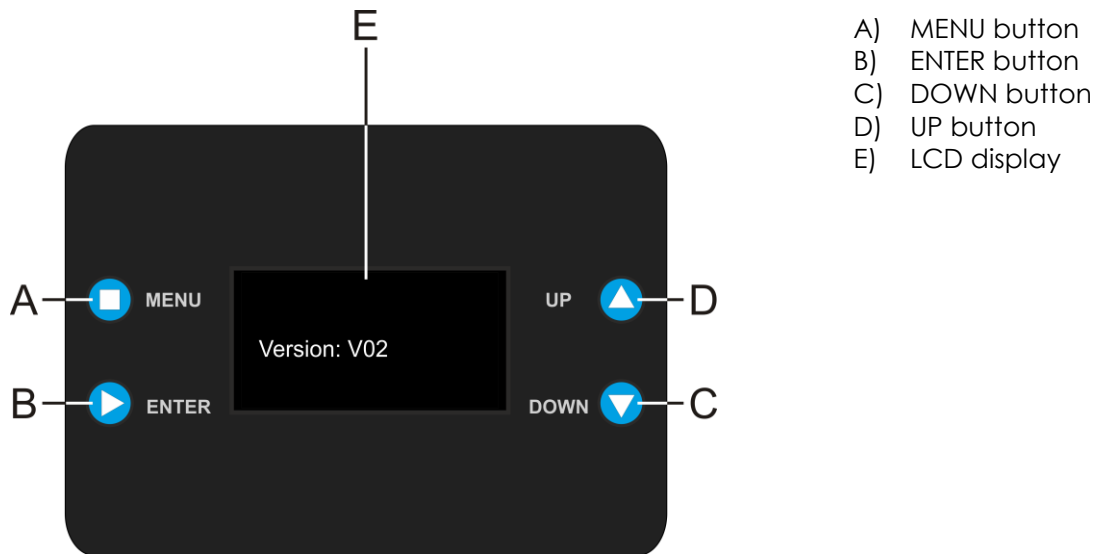 E
A) MENU button
B) ENTER button
C) DOWN button
D) UP button
E) LCD display
A
MENU
UP
D
Version: V02
B
ENTER
DOWN
C